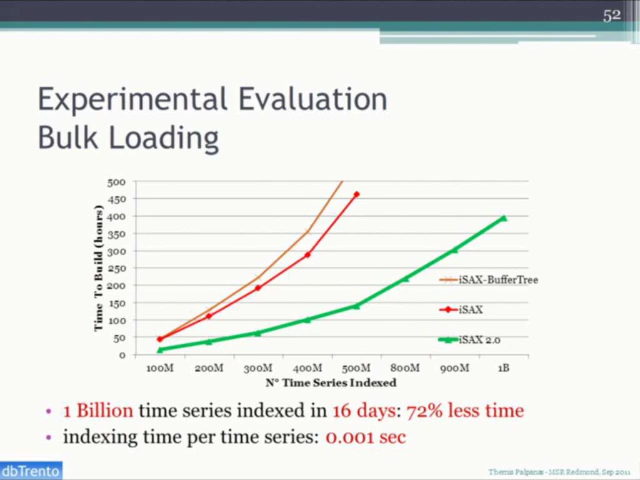 52
Experimental Evaluation
Bulk Loading
500
450
400
350
300
250
200
150
100
50
0
Time To Build (hours)
100M 200M 300M 400M 500M 800M 900M 1B
N° Time Series Indexed
iSAX-BufferTree
iSAX
iSAX 2.0
• 1 Billion time series indexed in 16 days: 72% less time
• indexing time per time series: 0.001 sec
dbTrento
Themis Palpanas - MSR Redmond, Sep 2011